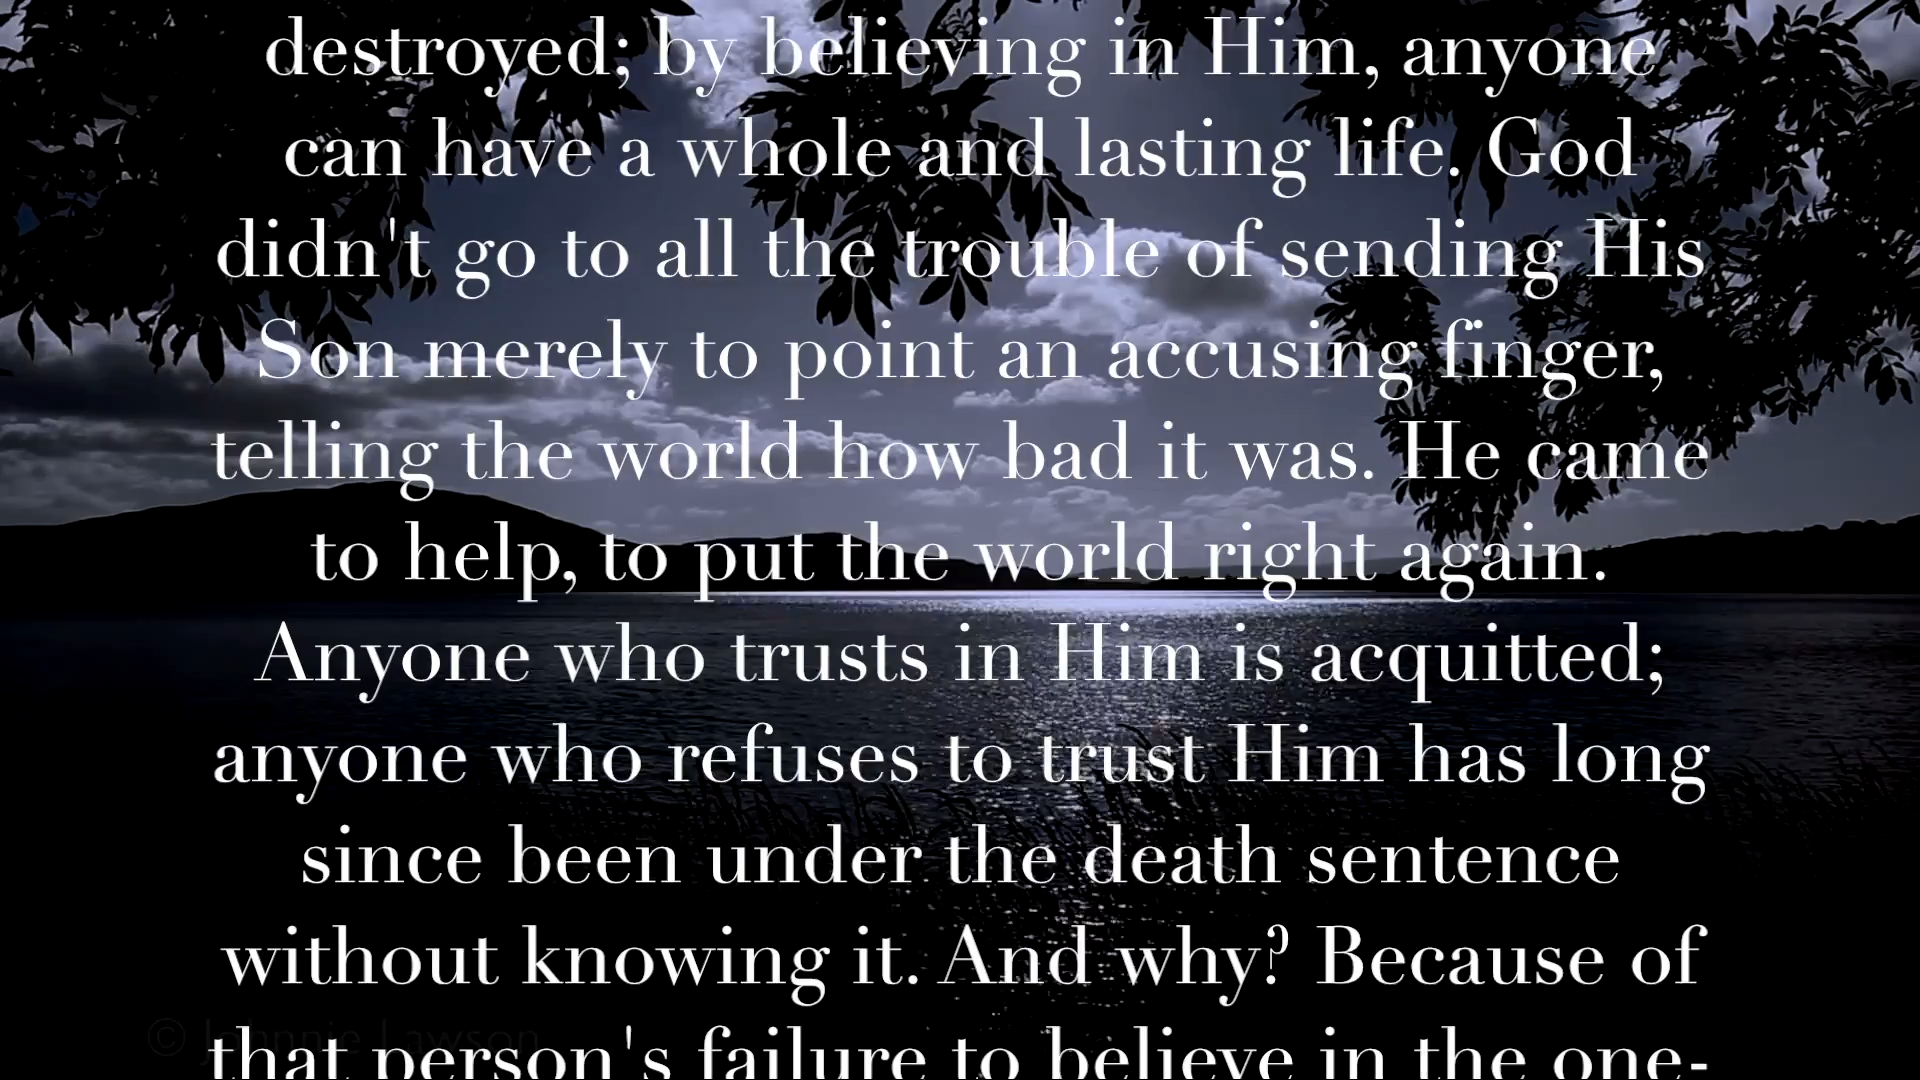 destroyed; by believing in Him, anyone
can have a whole and lasting life. God
didn't go to all the trouble of sending His
Son merely to point an accusing finger,
telling the world how bad it was. He came
to help, to put the world right again.
Anyone who trusts in Him is acquitted;
anyone who refuses to trust Him has long
since been under the death sentence
without knowing it. And why? Because of
© Johnnie Lawson
that person's failure to believe in the one-